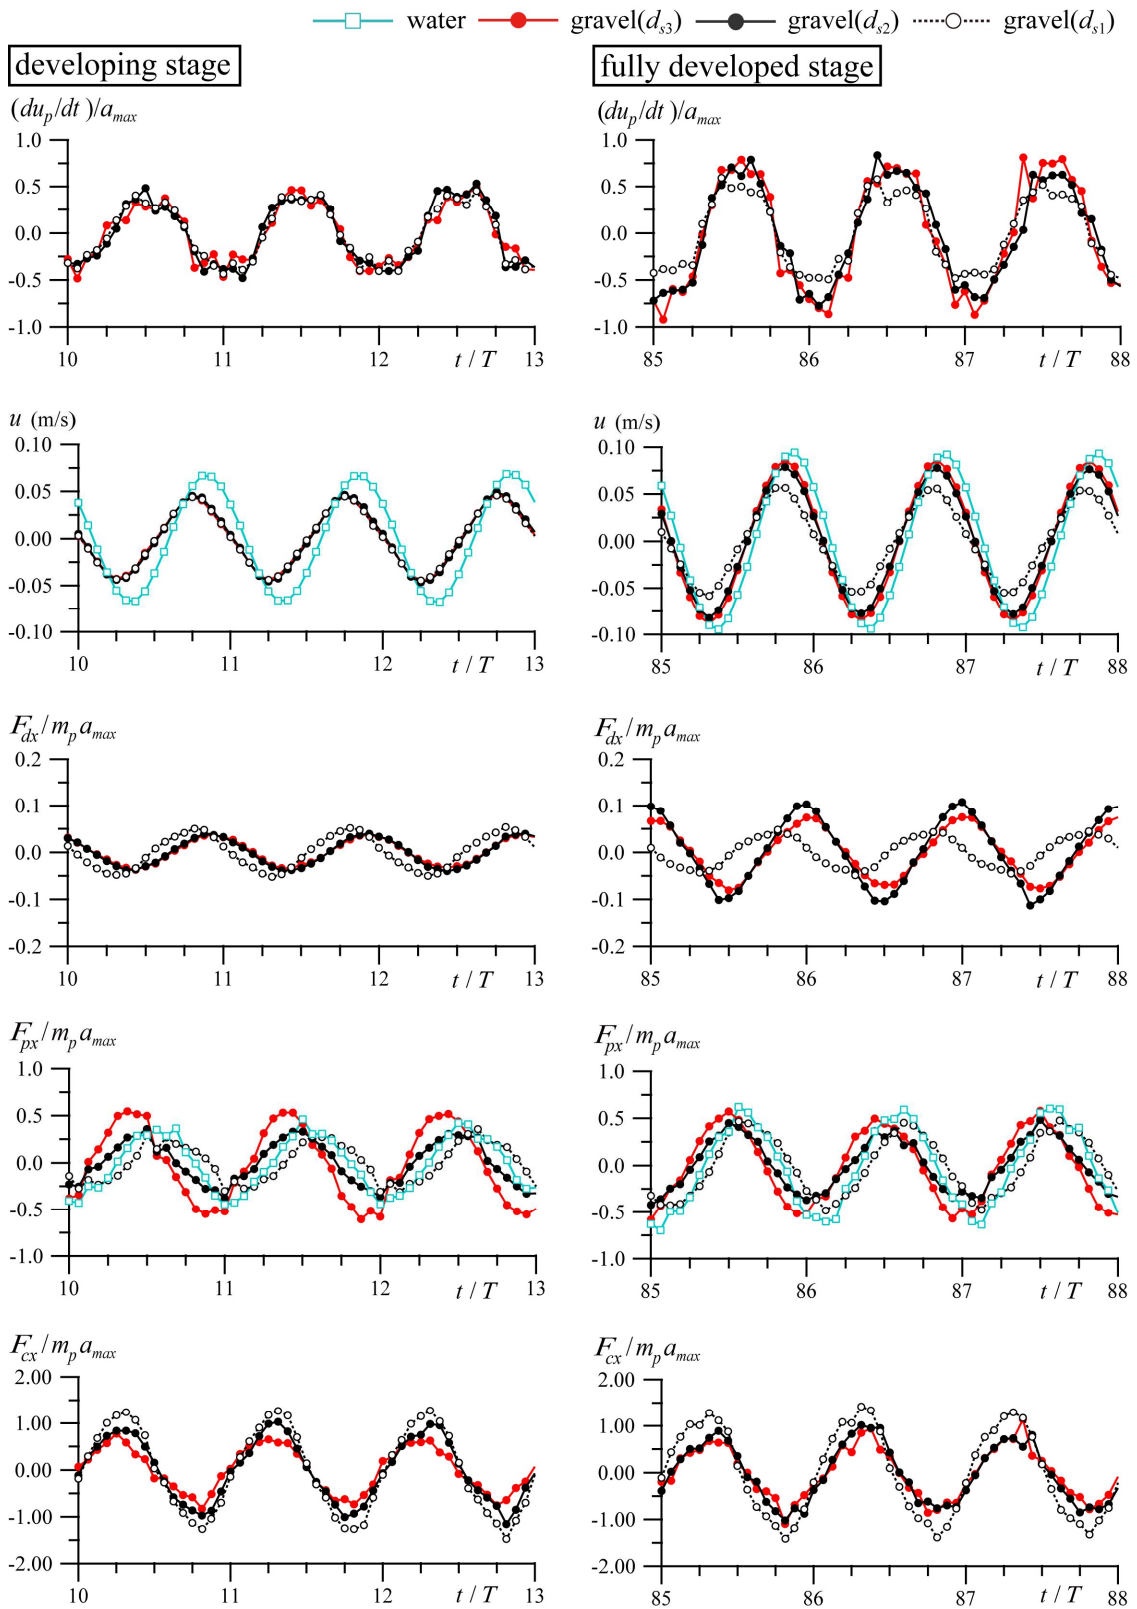 water gravel(ds3) gravel(ds2) gravel(ds1)
developing stage fully developed stage
(dup/dt )/amax (dup/dt )/amax
1.0 1.0
0.5 0.5
0.0 0.0
-0.5 -0.5
-1.0 -1.0
10 11 12 t / T 13 85 86 87 t / T 88
u (m/s) u (m/s)
0.10 0.10
0.05 0.05
0.00 0.00
-0.05 -0.05
-0.10 -0.10
10 11 12 t / T 13 85 86 87 t / T 88
Fdx / mp amax Fdx / mp amax
0.2 0.2
0.1 0.1
0.0 0.0
-0.1 -0.1
-0.2 -0.2
10 11 12 t / T 13 85 86 87 t / T 88
Fpx / mp amax Fpx / mp amax
1.0 1.0
0.5 0.5
0.0 0.0
-0.5 -0.5
-1.0 -1.0
10 11 12 t / T 13 85 86 87 t / T 88
Fcx / mp amax Fcx / mp amax
2.00 2.00
1.00 1.00
0.00 0.00
-1.00 -1.00
-2.00 -2.00
10 11 12 t / T 13 85 86 87 t / T 88